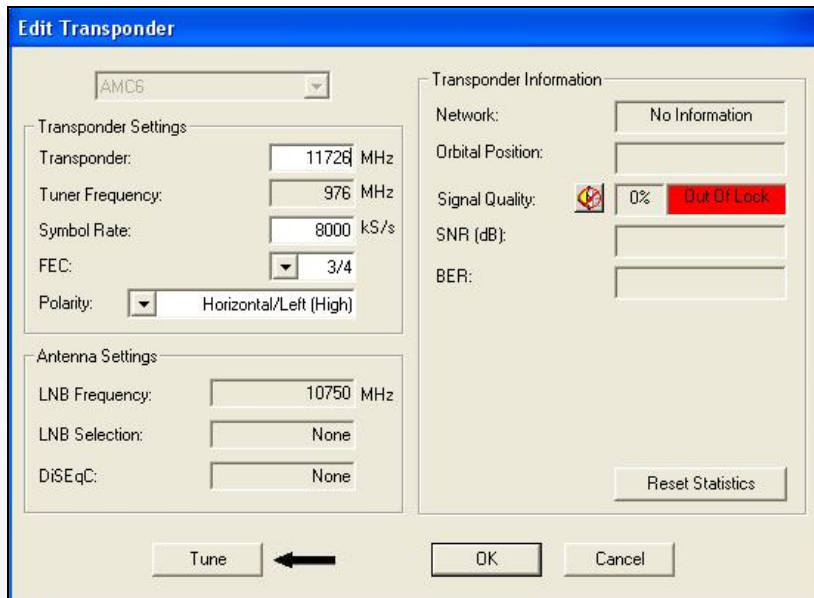 Edit Transponder
AMC6
Transponder Settings
Transponder: 11726 MHz
Tuner Frequency: 976 MHz
Symbol Rate: 8000 kS/s
FEC: 3/4
Polarity: Horizontal/Left (High)
Antenna Settings
LNB Frequency: 10750 MHz
LNB Selection: None
DiSEqC: None
Transponder Information
Network: No Information
Orbital Position:
Signal Quality: 0% Out Of Lock
SNR (dB):
BER:
Reset Statistics
Tune
OK
Cancel